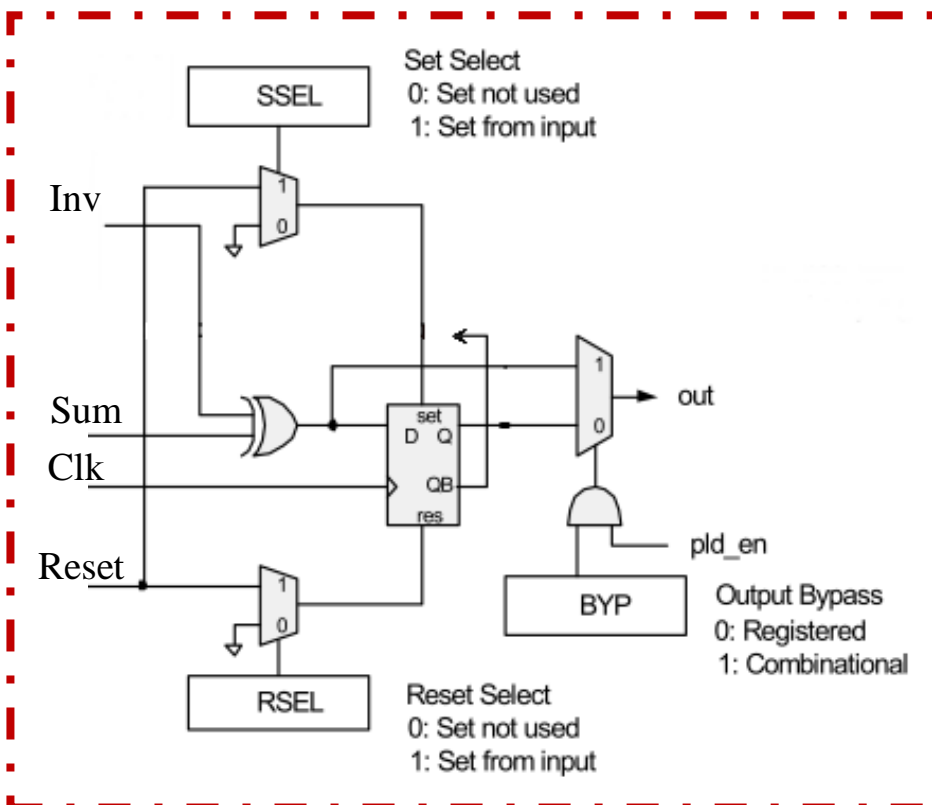 Set Select
0: Set not used
1: Set from input
SSEL
1
0
Inv
Sum
Clk
Reset
set
D Q
QB
res
1
0
out
pld_en
BYP
Output Bypass
0: Registered
1: Combinational
1
0
RSEL
Reset Select
0: Set not used
1: Set from input